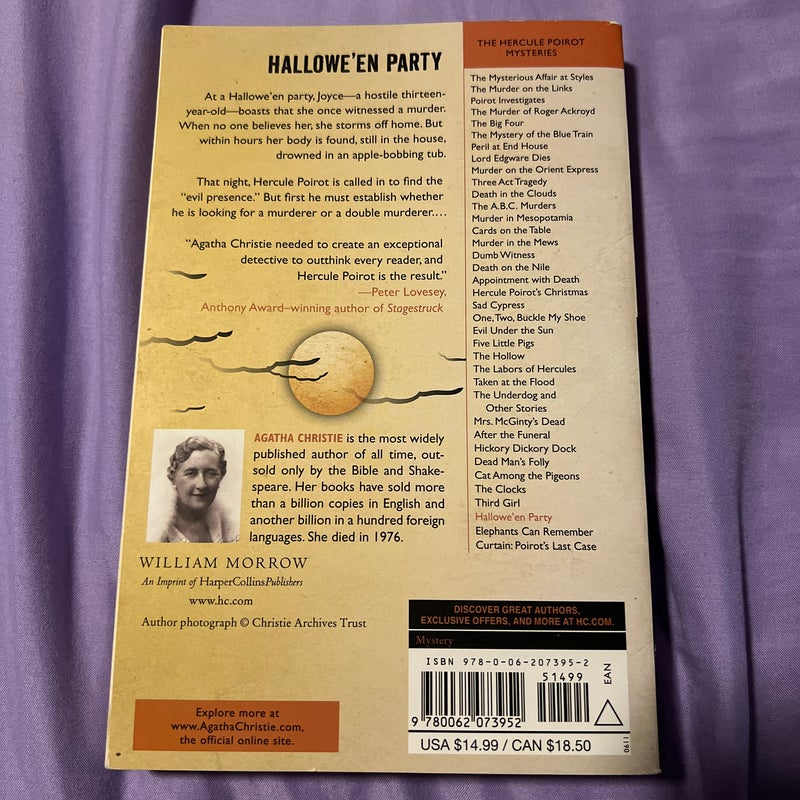 HALLOWE'EN PARTY
At a Hallowe'en party, Joyce—a hostile thirteen-
year-old—boasts that she once witnessed a murder.
When no one believes her, she storms off home. But
within hours her body is found, still in the house,
drowned in an apple-bobbing tub.
That night, Hercule Poirot is called in to find the
"evil presence." But first he must establish whether
he is looking for a murderer or a double murderer....
"Agatha Christie needed to create an exceptional
detective to outthink every reader, and
Hercule Poirot is the result."
—Peter Lovesey,
Anthony Award–winning author of Stagestruck
AGATHA CHRISTIE is the most widely
published author of all time, out-
sold only by the Bible and Shake-
speare. Her books have sold more
than a billion copies in English and
another billion in a hundred foreign
languages. She died in 1976.
WILLIAM MORROW
An Imprint of HarperCollinsPublishers
www.hc.com
Author photograph © Christie Archives Trust
Explore more at
www.AgathaChristie.com,
the official online site.
THE HERCULE POIROT
MYSTERIES
The Mysterious Affair at Styles
The Murder on the Links
Poirot Investigates
The Murder of Roger Ackroyd
The Big Four
The Mystery of the Blue Train
Peril at End House
Lord Edgware Dies
Murder on the Orient Express
Three Act Tragedy
Death in the Clouds
The A.B.C. Murders
Murder in Mesopotamia
Cards on the Table
Murder in the Mews
Dumb Witness
Death on the Nile
Appointment with Death
Hercule Poirot's Christmas
Sad Cypress
One, Two, Buckle My Shoe
Evil Under the Sun
Five Little Pigs
The Hollow
The Labors of Hercules
Taken at the Flood
The Underdog and
Other Stories
Mrs. McGinty's Dead
After the Funeral
Hickory Dickory Dock
Dead Man's Folly
Cat Among the Pigeons
The Clocks
Third Girl
Hallowe'en Party
Elephants Can Remember
Curtain: Poirot's Last Case
DISCOVER GREAT AUTHORS,
EXCLUSIVE OFFERS, AND MORE AT HC.COM.
Mystery
ISBN 978-0-06-207395-2
51499
EAN
9 780062 073952
USA $14.99 / CAN $18.50
0611